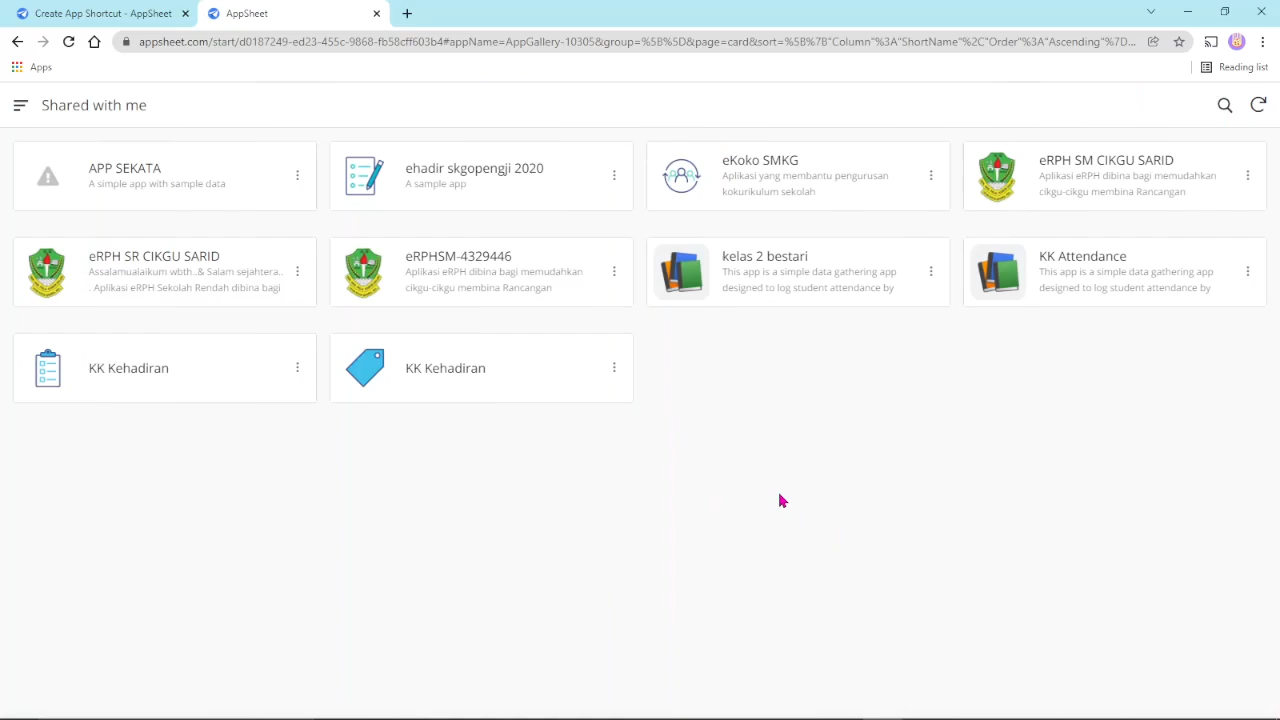 Create App Shortcut - AppSheet
AppSheet
appsheet.com/start/d0187249-ed23-455c-9868-fb58cff603b4#appName=AppGallery-10305&group=%5B%5D&page=card&sort=%5B%7B"Column"%3A"ShortName"%2C"Order"%3A"Ascending"%7D...
Apps
Reading list
Shared with me
APP SEKATA
A simple app with sample data
ehadir skgopengji 2020
A sample app
eKoko SMKG
Aplikasi yang membantu pengurusan
kokurikulum sekolah
eRPH SM CIKGU SARID
Aplikasi eRPH dibina bagi memudahkan
cikgu-cikgu membina Rancangan
eRPH SR CIKGU SARID
Assalamualaikum wbth..& Salam sejahtera..
. Aplikasi eRPH Sekolah Rendah dibina bagi
eRPHSM-4329446
Aplikasi eRPH dibina bagi memudahkan
cikgu-cikgu membina Rancangan
kelas 2 bestari
This app is a simple data gathering app
designed to log student attendance by
KK Attendance
This app is a simple data gathering app
designed to log student attendance by
KK Kehadiran
KK Kehadiran